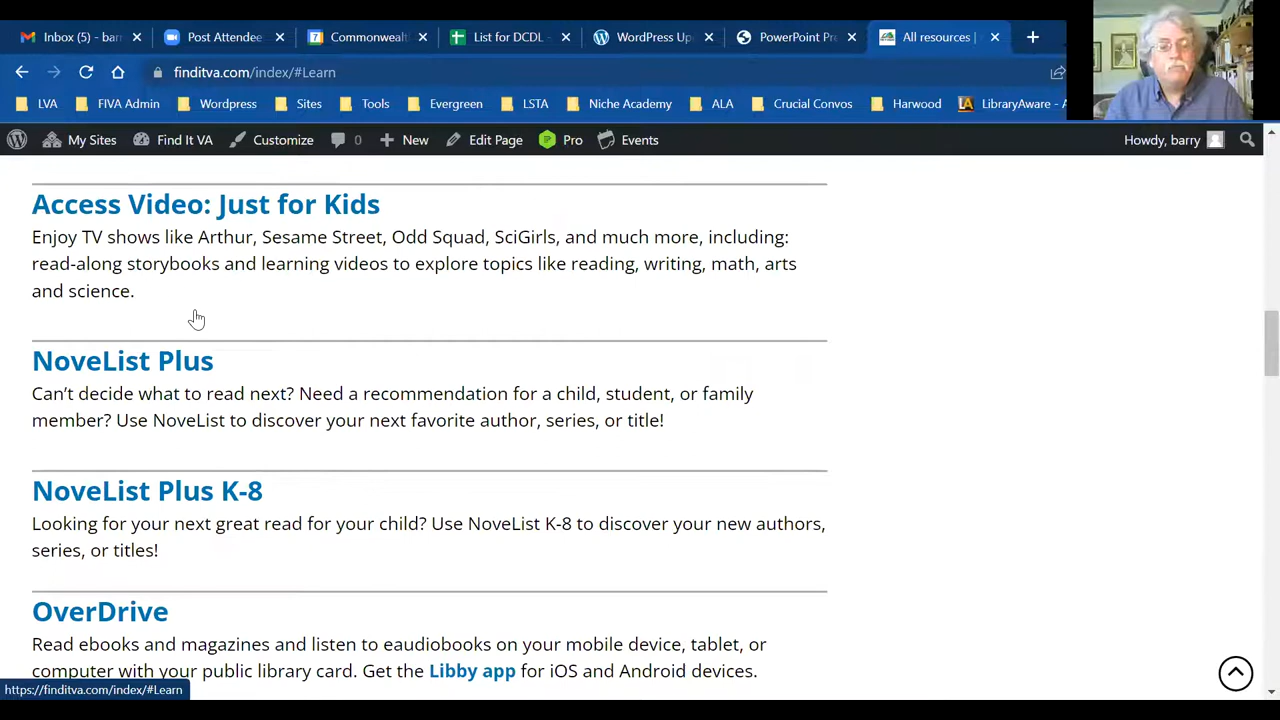 Inbox (5) - barr
Post Attendee
Commonwealt
List for DCDL -
WordPress Up
PowerPoint Pre
All resources |
finditva.com/index/#Learn
LVA
FIVA Admin
Wordpress
Sites
Tools
Evergreen
LSTA
Niche Academy
ALA
Crucial Convos
Harwood
LibraryAware - A
My Sites
Find It VA
Customize
0
New
Edit Page
Pro
Events
Howdy, barry
Access Video: Just for Kids
Enjoy TV shows like Arthur, Sesame Street, Odd Squad, SciGirls, and much more, including:
read-along storybooks and learning videos to explore topics like reading, writing, math, arts
and science.
NoveList Plus
Can’t decide what to read next? Need a recommendation for a child, student, or family
member? Use NoveList to discover your next favorite author, series, or title!
NoveList Plus K-8
Looking for your next great read for your child? Use NoveList K-8 to discover your new authors,
series, or titles!
OverDrive
Read ebooks and magazines and listen to eaudiobooks on your mobile device, tablet, or
computer with your public library card. Get the Libby app for iOS and Android devices.
https://finditva.com/index/#Learn